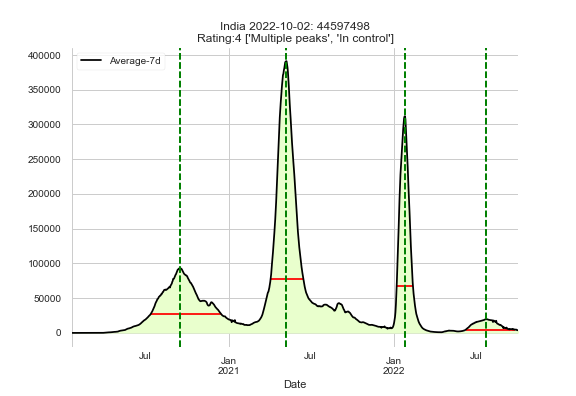 India 2022-10-02: 44597498
Rating:4 ['Multiple peaks', 'In control']
Average-7d
400000
350000
300000
250000
200000
150000
100000
50000
0
Jul
Jan
2021
Jul
Jan
2022
Jul
Date